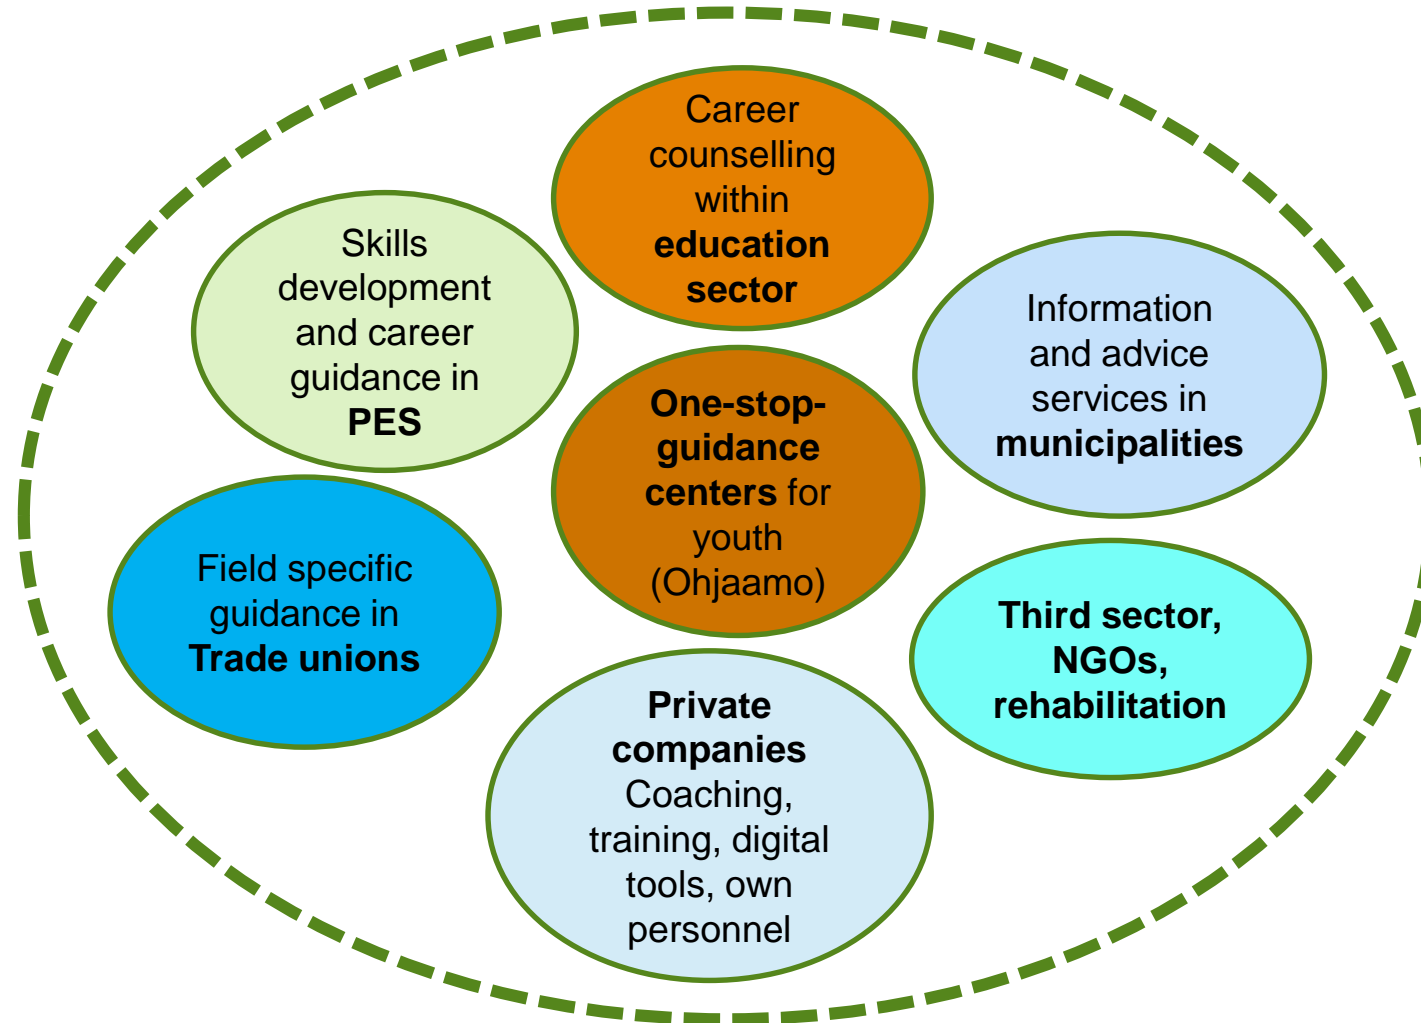 Career
counselling
within
education
sector
Skills
development
and career
guidance in
PES
Information
and advice
services in
municipalities
One-stop-
guidance
centers for
youth
(Ohjaamo)
Field specific
guidance in
Trade unions
Third sector,
NGOs,
rehabilitation
Private
companies
Coaching,
training, digital
tools, own
personnel